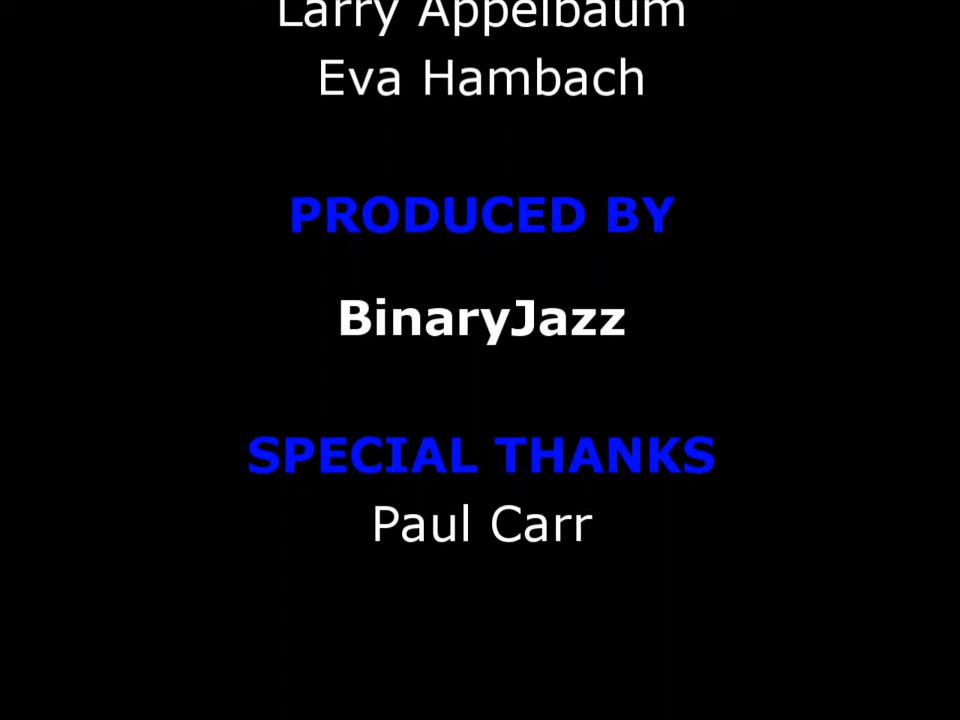 Larry Appelbaum
Eva Hambach
PRODUCED BY
BinaryJazz
SPECIAL THANKS
Paul Carr